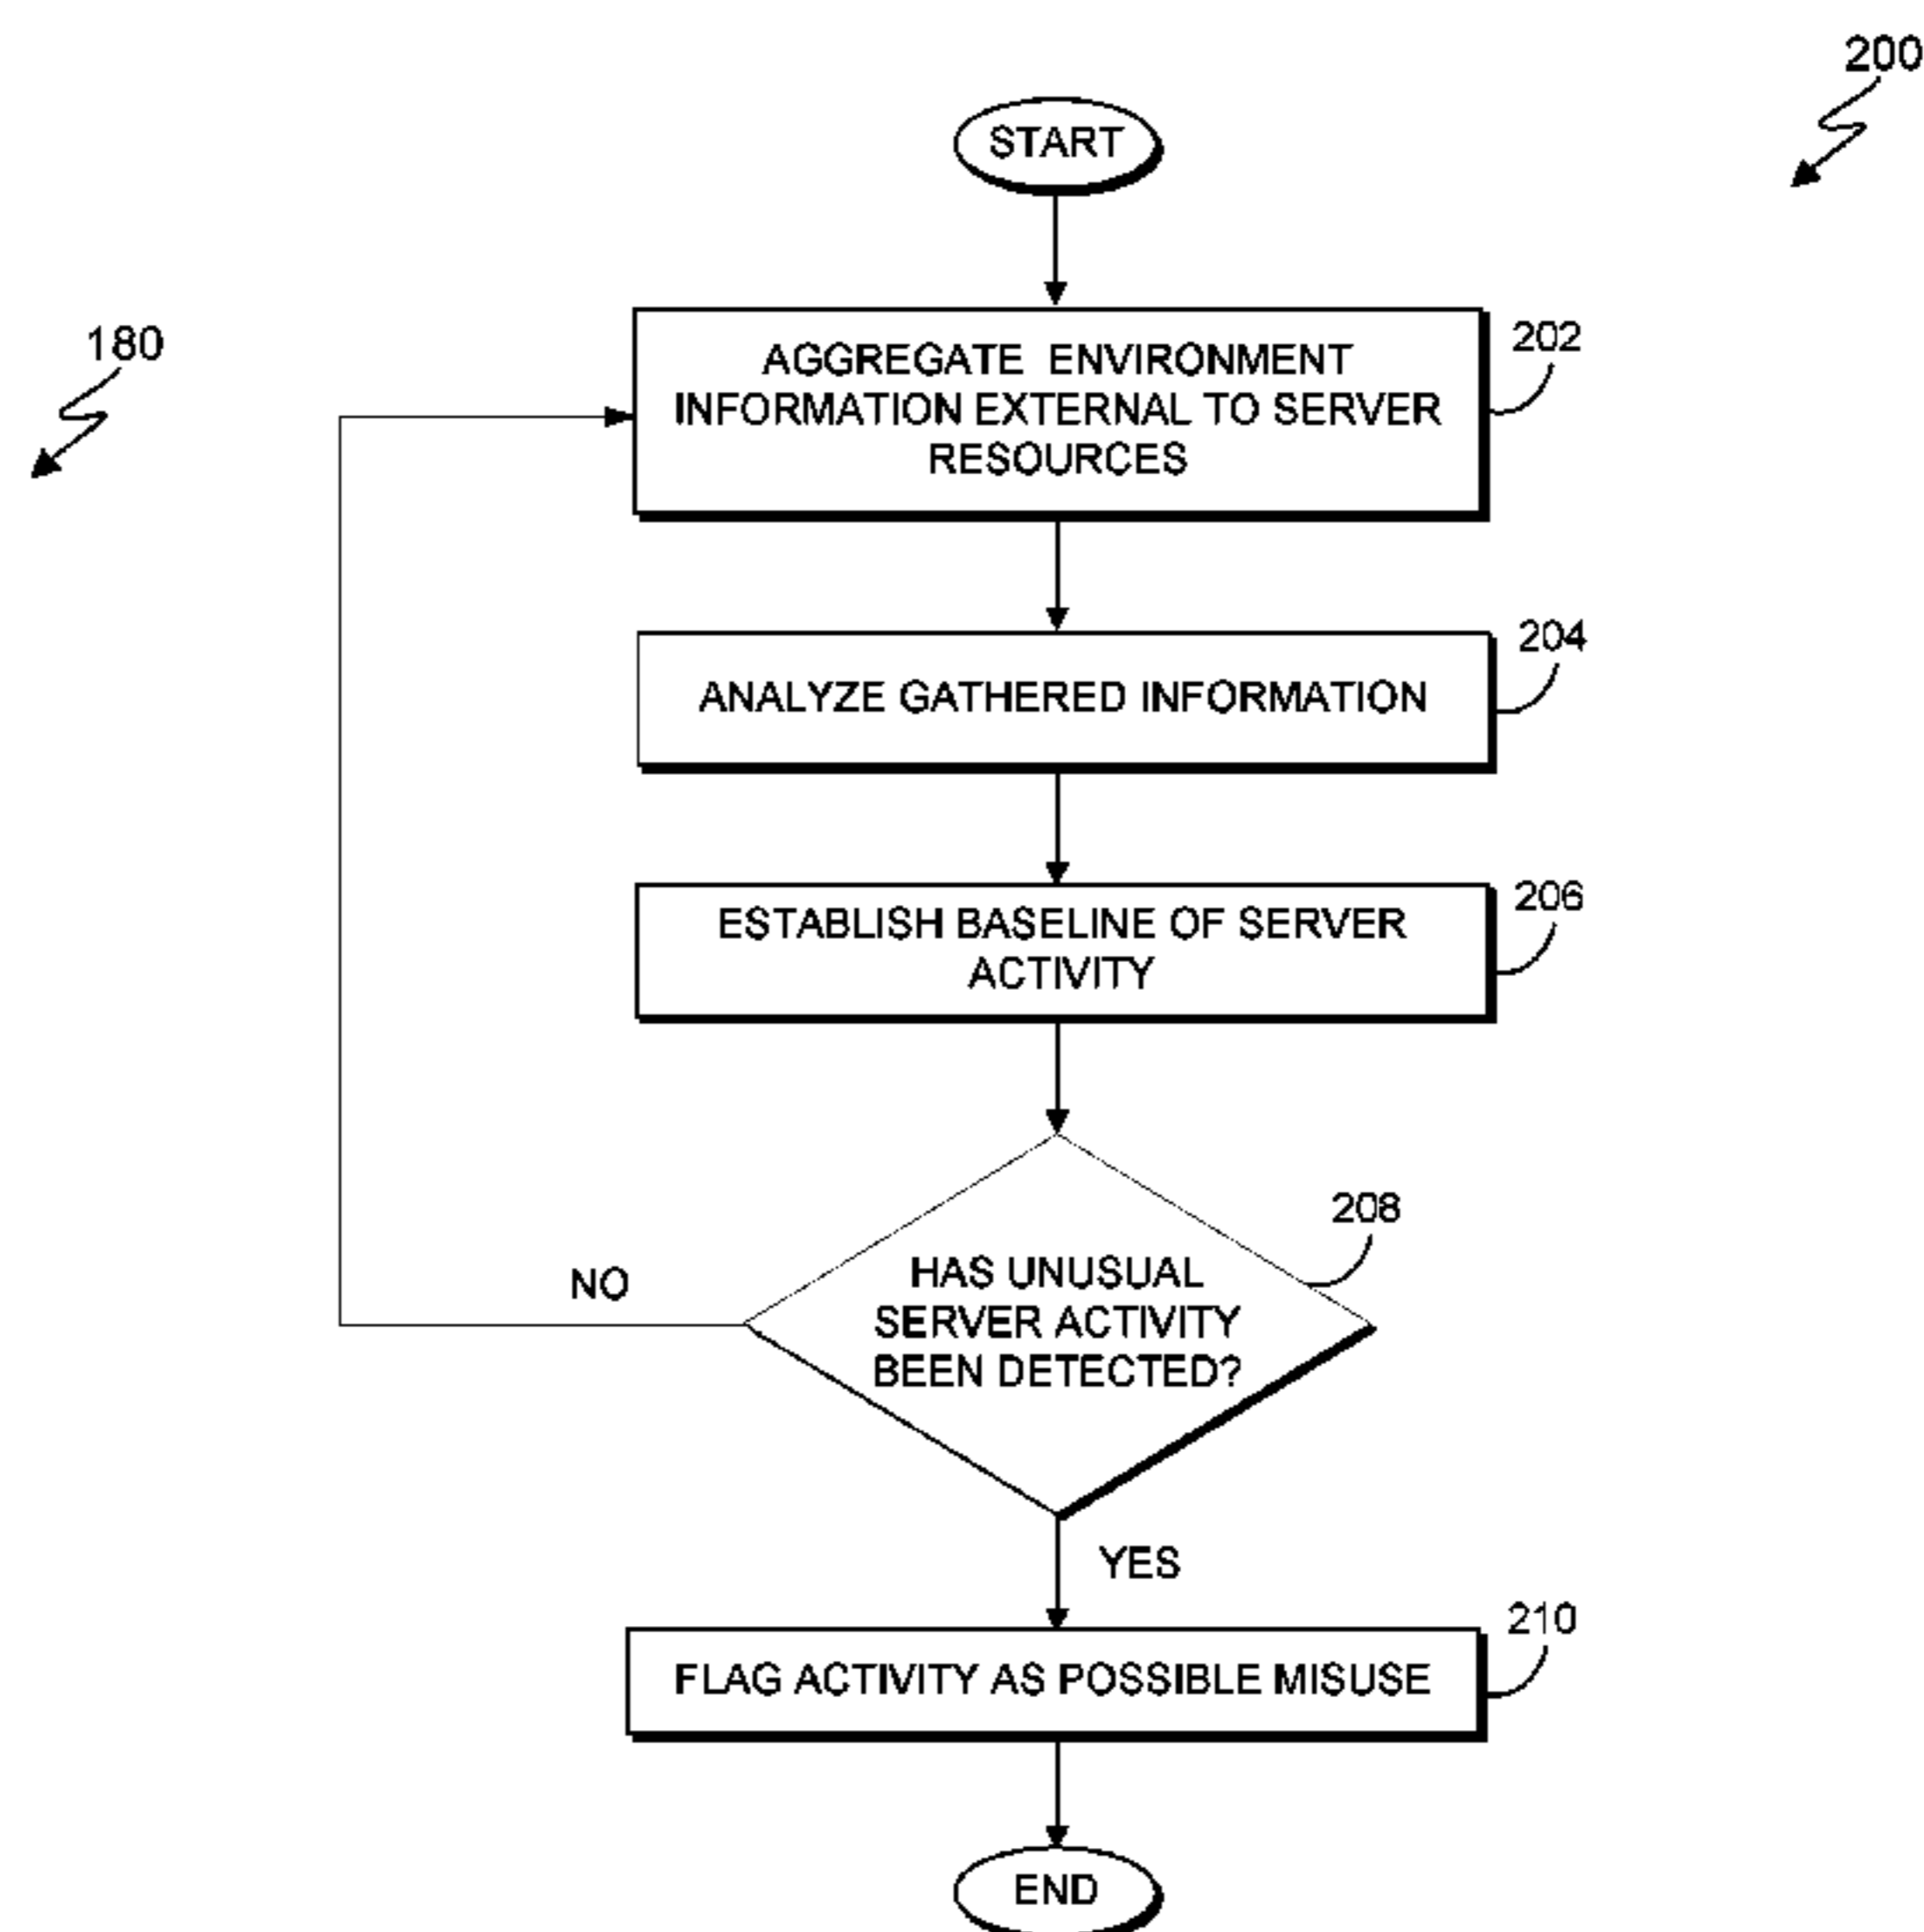 200
START
180
202
AGGREGATE ENVIRONMENT
INFORMATION EXTERNAL TO SERVER
RESOURCES
204
ANALYZE GATHERED INFORMATION
206
ESTABLISH BASELINE OF SERVER
ACTIVITY
208
HAS UNUSUAL
SERVER ACTIVITY
BEEN DETECTED?
NO
YES
210
FLAG ACTIVITY AS POSSIBLE MISUSE
END